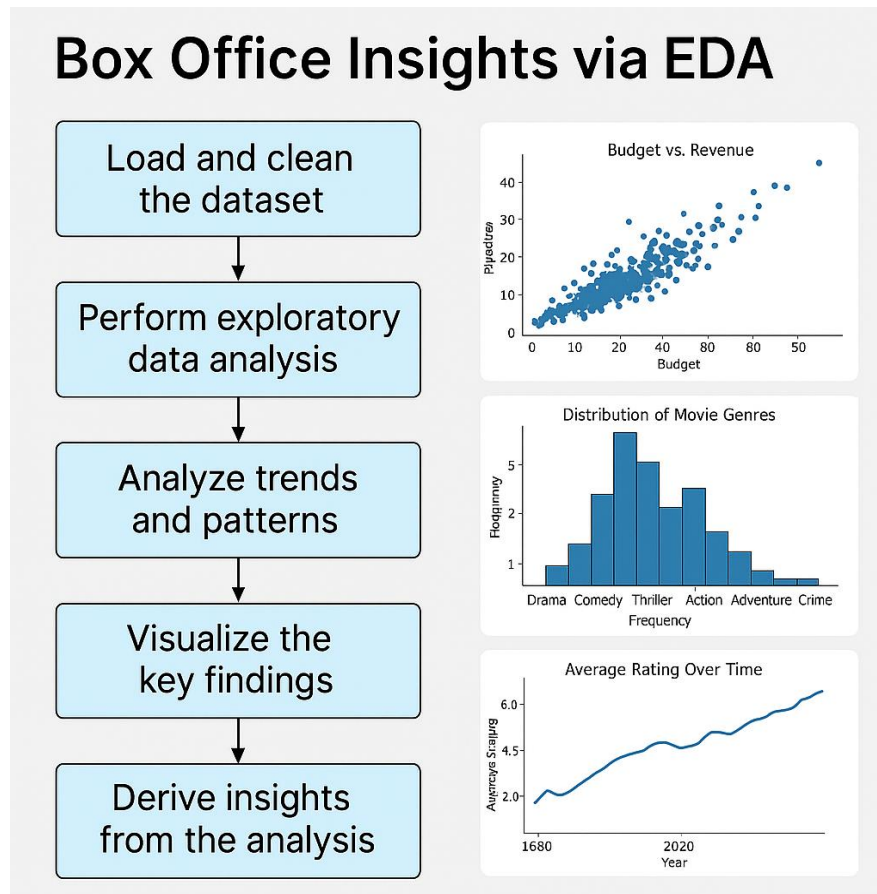 Box Office Insights via EDA
Load and clean
the dataset
Perform exploratory
data analysis
Analyze trends
and patterns
Visualize the
key findings
Derive insights
from the analysis
Budget vs. Revenue
40
30
20
10
0
0 10 20 40 80 80 50
Budget
Distribution of Movie Genres
5
2
1
Drama Comedy Thriller Action Adventure Crime
Frequency
Average Rating Over Time
6.0
4.5
2.0
1680 2020
Year